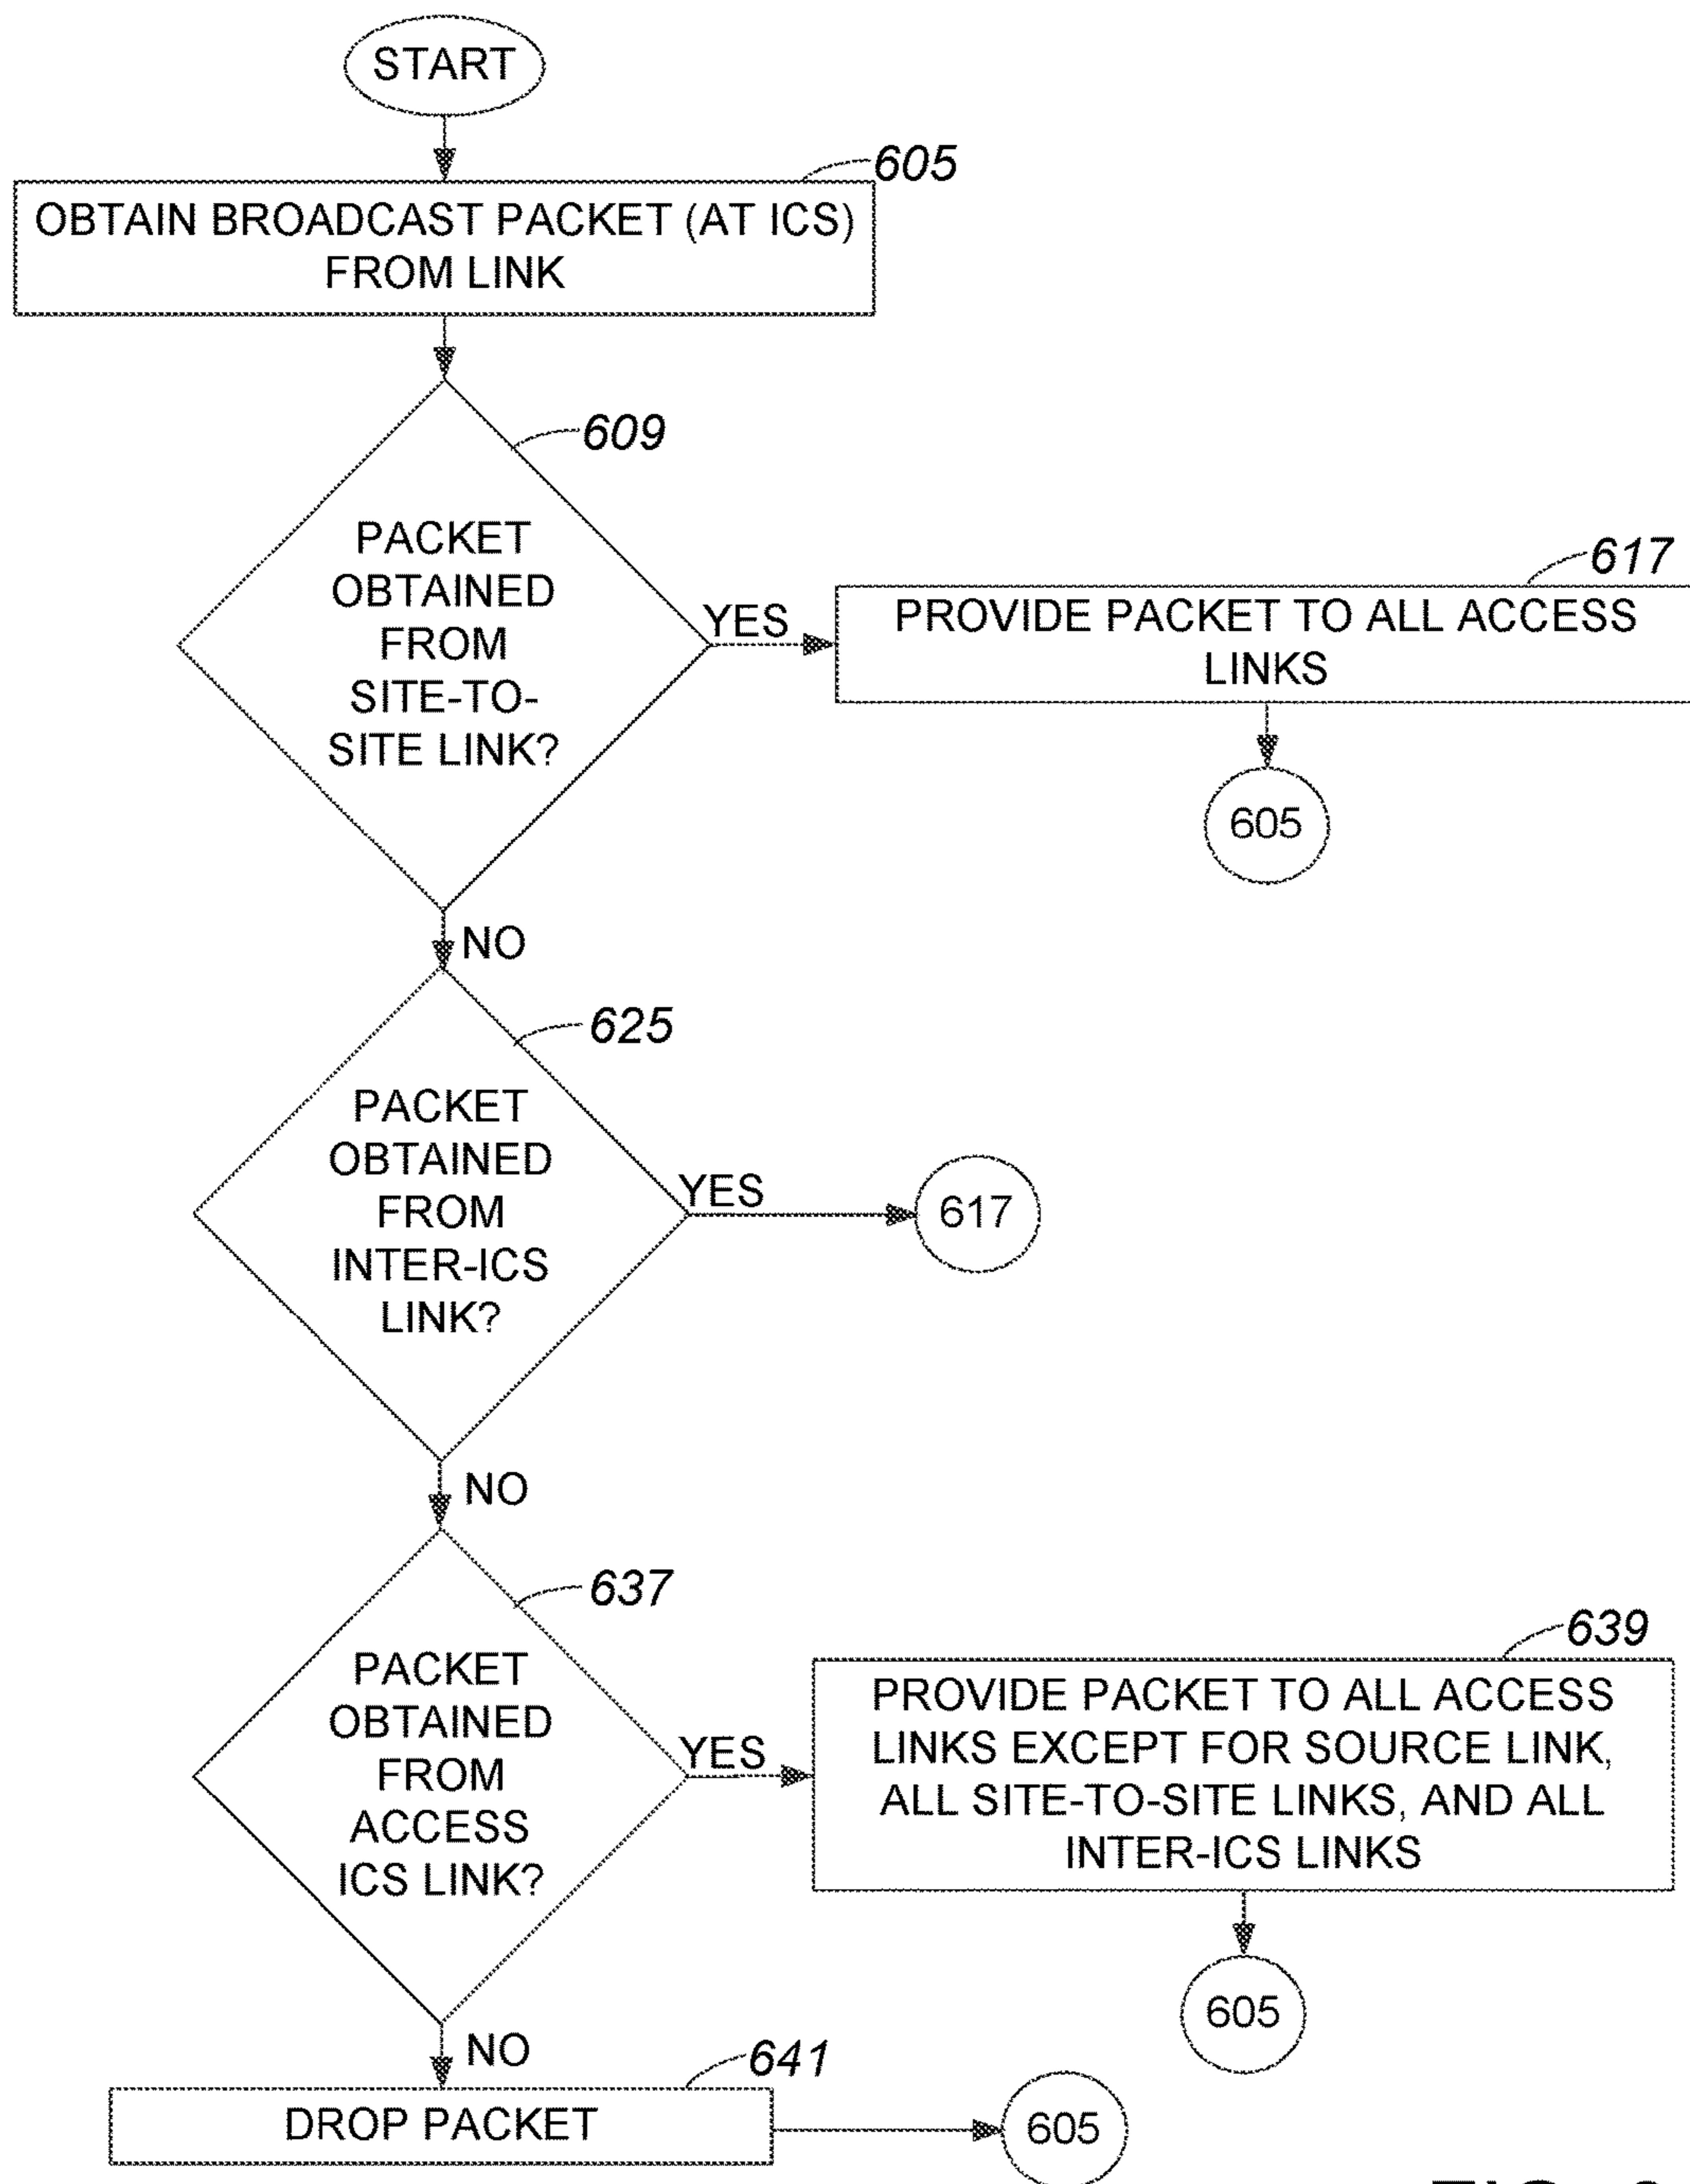 START
605
OBTAIN BROADCAST PACKET (AT ICS)
FROM LINK
609
PACKET
OBTAINED
FROM
SITE-TO-
SITE LINK?
YES
617
PROVIDE PACKET TO ALL ACCESS
LINKS
605
NO
625
PACKET
OBTAINED
FROM
INTER-ICS
LINK?
YES
617
NO
637
PACKET
OBTAINED
FROM
ACCESS
ICS LINK?
YES
639
PROVIDE PACKET TO ALL ACCESS
LINKS EXCEPT FOR SOURCE LINK,
ALL SITE-TO-SITE LINKS, AND ALL
INTER-ICS LINKS
605
NO
641
DROP PACKET
605